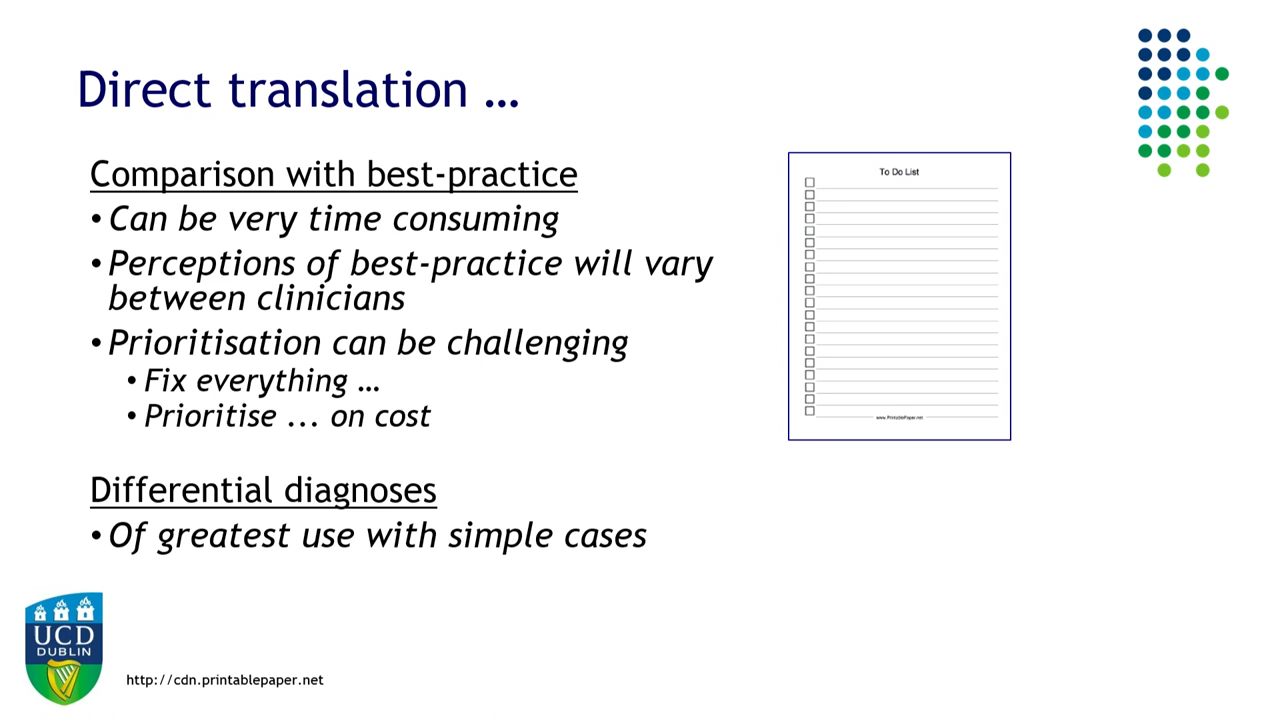 Direct translation …
Comparison with best-practice
• Can be very time consuming
• Perceptions of best-practice will vary
between clinicians
• Prioritisation can be challenging
• Fix everything …
• Prioritise ... on cost
Differential diagnoses
• Of greatest use with simple cases
To Do List
www.PrintablePaper.net
UCD
DUBLIN
http://cdn.printablepaper.net